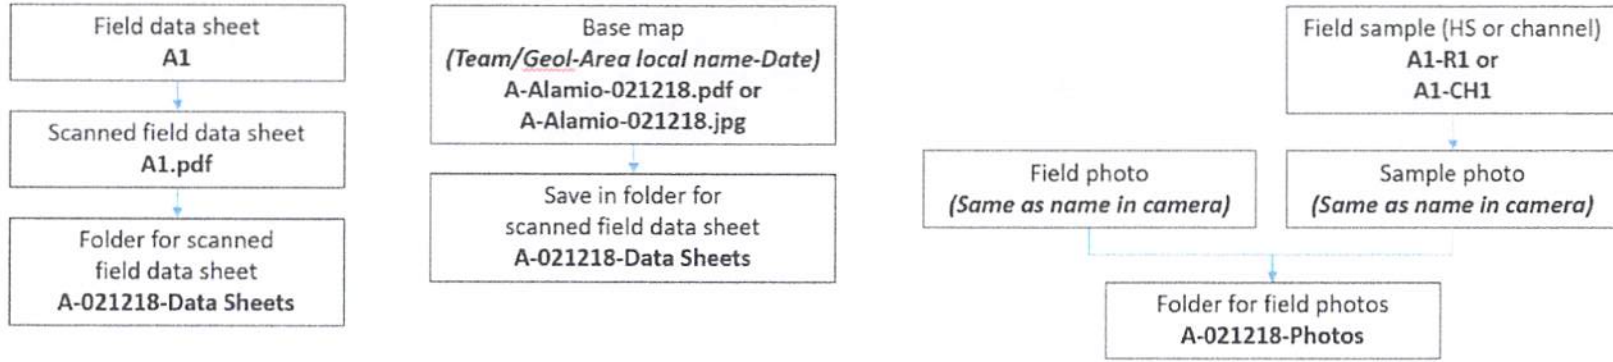 Field data sheet
A1
Scanned field data sheet
A1.pdf
Folder for scanned
field data sheet
A-021218-Data Sheets
Base map
(Team/Geol-Area local name-Date)
A-Alamio-021218.pdf or
A-Alamio-021218.jpg
Save in folder for
scanned field data sheet
A-021218-Data Sheets
Field sample (HS or channel)
A1-R1 or
A1-CH1
Field photo
(Same as name in camera)
Sample photo
(Same as name in camera)
Folder for field photos
A-021218-Photos